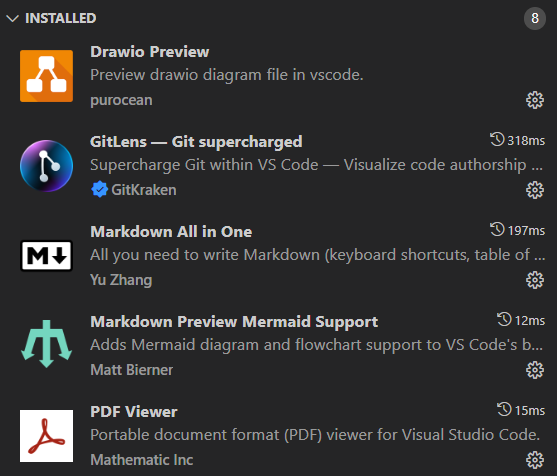 INSTALLED 8
Drawio Preview
Preview drawio diagram file in vscode.
purocean
GitLens — Git supercharged 318ms
Supercharge Git within VS Code — Visualize code authorship ...
GitKraken
Markdown All in One 197ms
All you need to write Markdown (keyboard shortcuts, table of ...
Yu Zhang
Markdown Preview Mermaid Support 12ms
Adds Mermaid diagram and flowchart support to VS Code's b...
Matt Bierner
PDF Viewer 15ms
Portable document format (PDF) viewer for Visual Studio Code.
Mathematic Inc